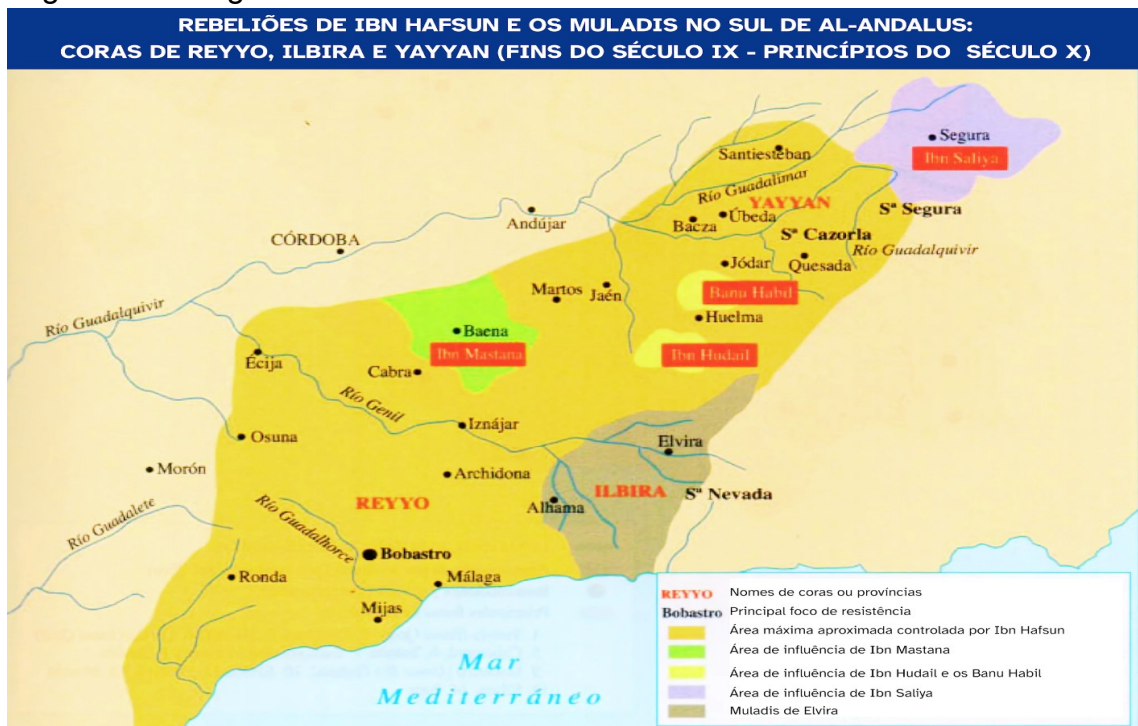 REBELIÕES DE IBN HAFSUN E OS MULADIS NO SUL DE AL-ANDALUS:
CORAS DE REYYO, ILBIRA E YAYYAN (FINS DO SÉCULO IX - PRINCÍPIOS DO SÉCULO X)
Segura
Ibn Saliya
Santiesteban
Río Guadalimar
YAYYAN
Sª Segura
Andújar
Bacza
Úbeda
Sª Cazorla
CÓRDOBA
Río Guadalquivir
Jódar
Quesada
Martos
Jaén
Banu Habil
Río Guadalquivir
Huelma
Baena
Ibn Mastana
Ibn Hudail
Écija
Cabra
Río Genil
Iznájar
Osuna
Elvira
Morón
Archidona
ILBIRA
Sª Nevada
REYYO
Alhama
Río Guadalete
Río Guadalhorce
Bobastro
Ronda
Málaga
Mijas
Mar
Mediterráneo
REYYO Nomes de coras ou províncias
Bobastro Principal foco de resistência
Área máxima aproximada controlada por Ibn Hafsun
Área de influência de Ibn Mastana
Área de influência de Ibn Hudail e os Banu Habil
Área de influência de Ibn Saliya
Muladis de Elvira